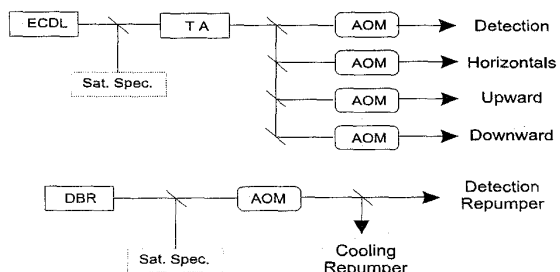 ECDL
T A
AOM
Detection
Sat. Spec.
AOM
Horizontals
AOM
Upward
AOM
Downward
DBR
AOM
Detection
Repumper
Sat. Spec.
Cooling
Repumper